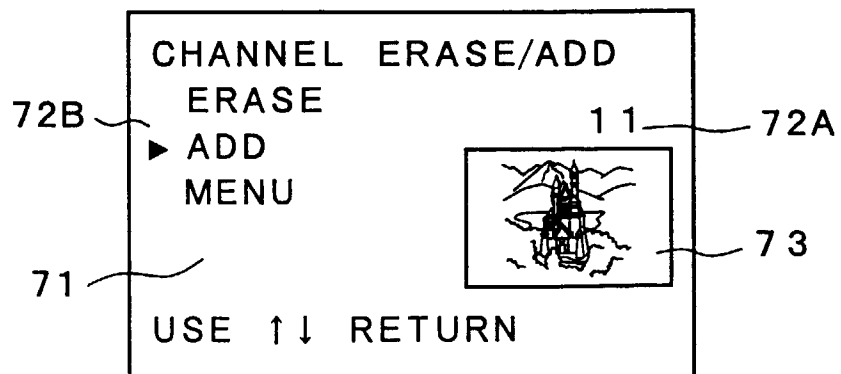 CHANNEL ERASE/ADD
ERASE
72B
11
72A
▶ ADD
MENU
73
71
USE ↑↓ RETURN